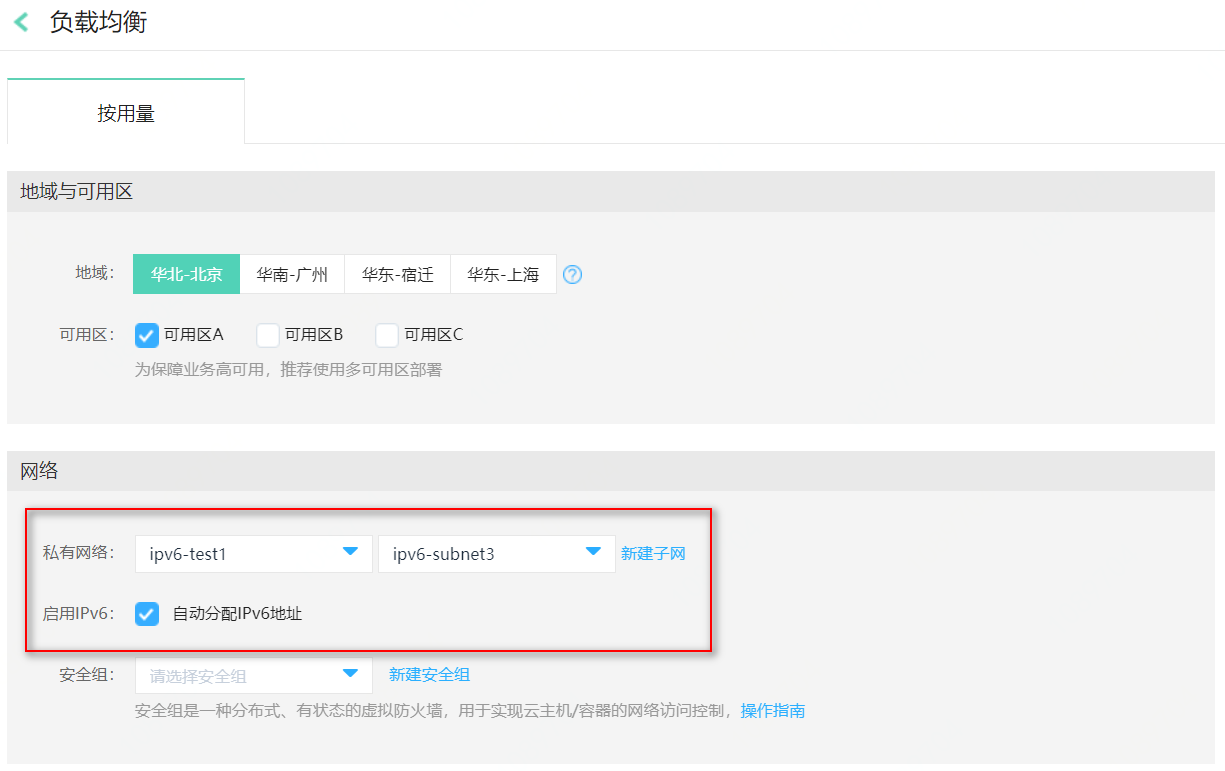 负载均衡
按用量
地域与可用区
地域： 华北-北京 华南-广州 华东-宿迁 华东-上海 ?
可用区： 可用区A 可用区B 可用区C
为保障业务高可用，推荐使用多可用区部署
网络
私有网络： ipv6-test1 ipv6-subnet3 新建子网
启用IPv6： 自动分配IPv6地址
安全组： 请选择安全组 新建安全组
安全组是一种分布式、有状态的虚拟防火墙，用于实现云主机/容器的网络访问控制，操作指南